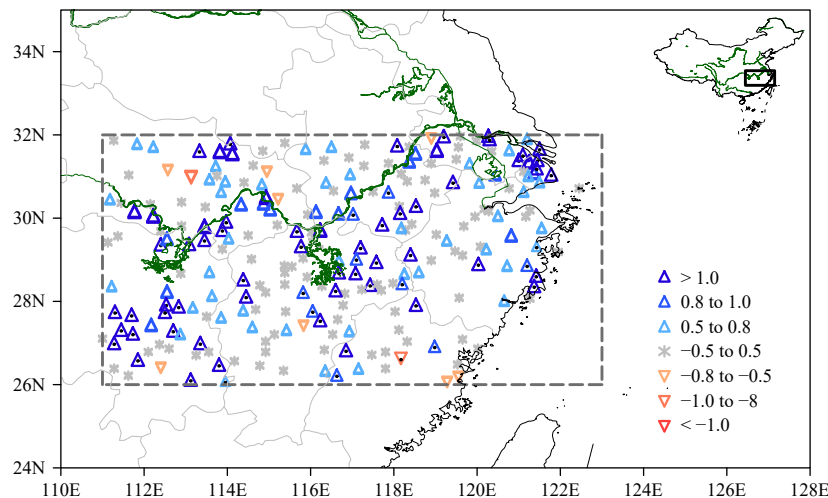 34N
32N
30N
28N
26N
24N
110E 112E 114E 116E 118E 120E 122E 124E 126E 128E
> 1.0
0.8 to 1.0
0.5 to 0.8
−0.5 to 0.5
−0.8 to −0.5
−1.0 to −8
< −1.0